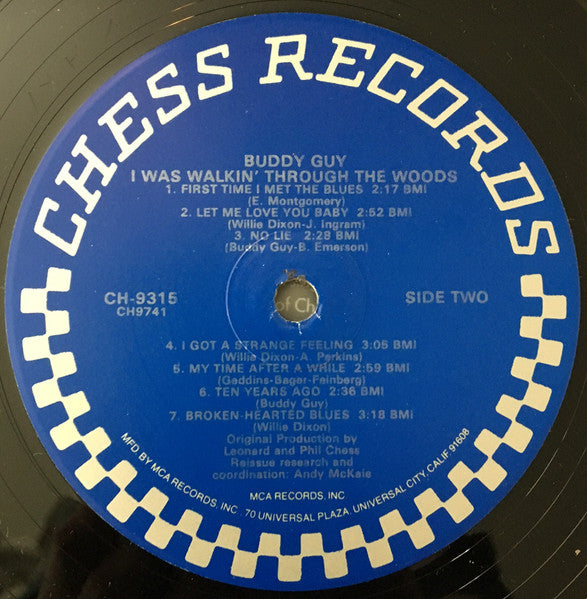 CHESS RECORDS
BUDDY GUY
I WAS WALKIN' THROUGH THE WOODS
1. FIRST TIME I MET THE BLUES 2:17 BMI
(E. Montgomery)
2. LET ME LOVE YOU BABY 2:52 BMI
(Willie Dixon-J. Ingram)
3. NO LIE 2:28 BMI
(Buddy Guy-B. Emerson)
CH-9315
CH9741
of Ch
SIDE TWO
4. I GOT A STRANGE FEELING 3:05 BMI
(Willie Dixon-A. Perkins)
5. MY TIME AFTER A WHILE 2:59 BMI
(Geddins-Bager-Feinberg)
6. TEN YEARS AGO 2:36 BMI
(Buddy Guy)
7. BROKEN-HEARTED BLUES 3:18 BMI
(Willie Dixon)
Original Production by
Leonard and Phil Chess
Reissue research and
coordination: Andy McKaie
MCA RECORDS, INC
MFD BY MCA RECORDS, INC. 70 UNIVERSAL PLAZA, UNIVERSAL CITY, CALIF. 91608